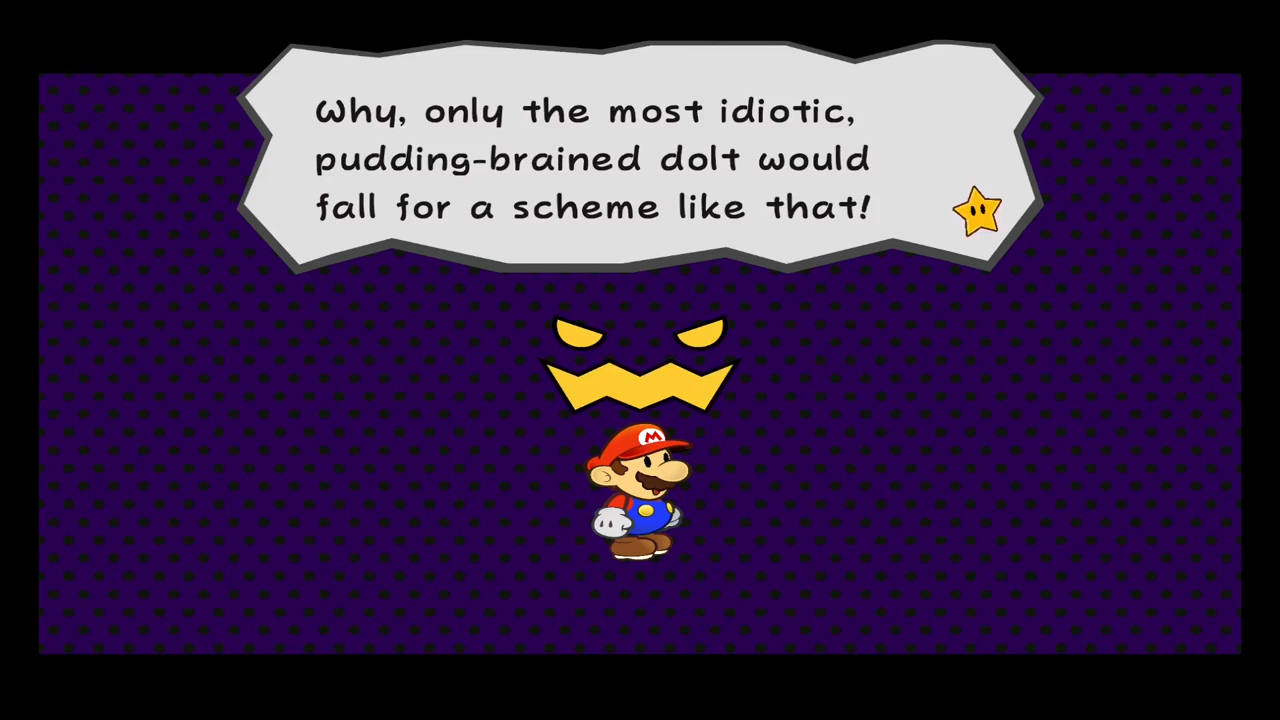 Why, only the most idiotic,
pudding-brained dolt would
fall for a scheme like that!
M